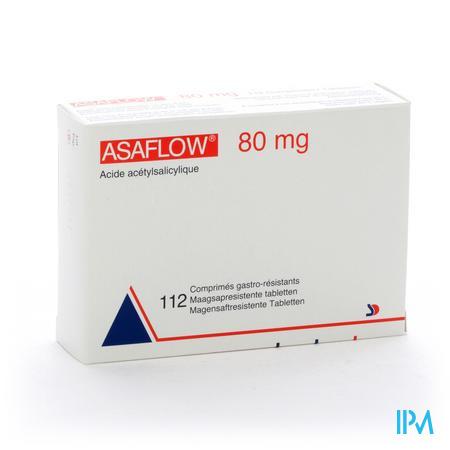 ASAFLOW® 80 mg
Acide acétylsalicylique
112 Comprimés gastro-résistants
Maagsapresistente tabletten
Magensaftresistente Tabletten
IPM